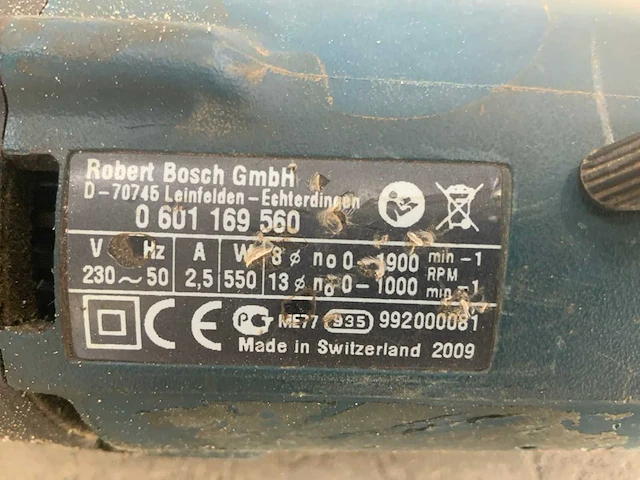 Robert Bosch GmbH
D-70745 Leinfelden-Echterdingen
0 601 169 560
V Hz A W 8 ø no 0-1900 min-1
RPM
230~50 2,5 550 13 ø no 0-1000 min-1
CE PG ME77 935 992000081
Made in Switzerland 2009